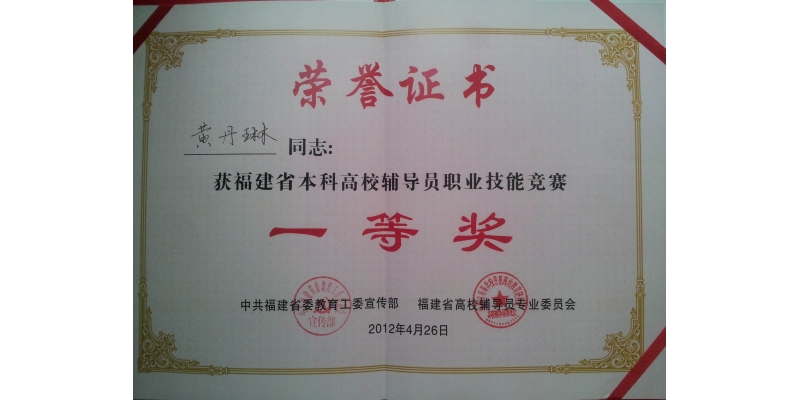 荣誉证书
黄丹琳 同志:
获福建省本科高校辅导员职业技能竞赛
一等奖
中共福建省委教育工委宣传部 福建省高校辅导员专业委员会
宣传部
2012年4月26日